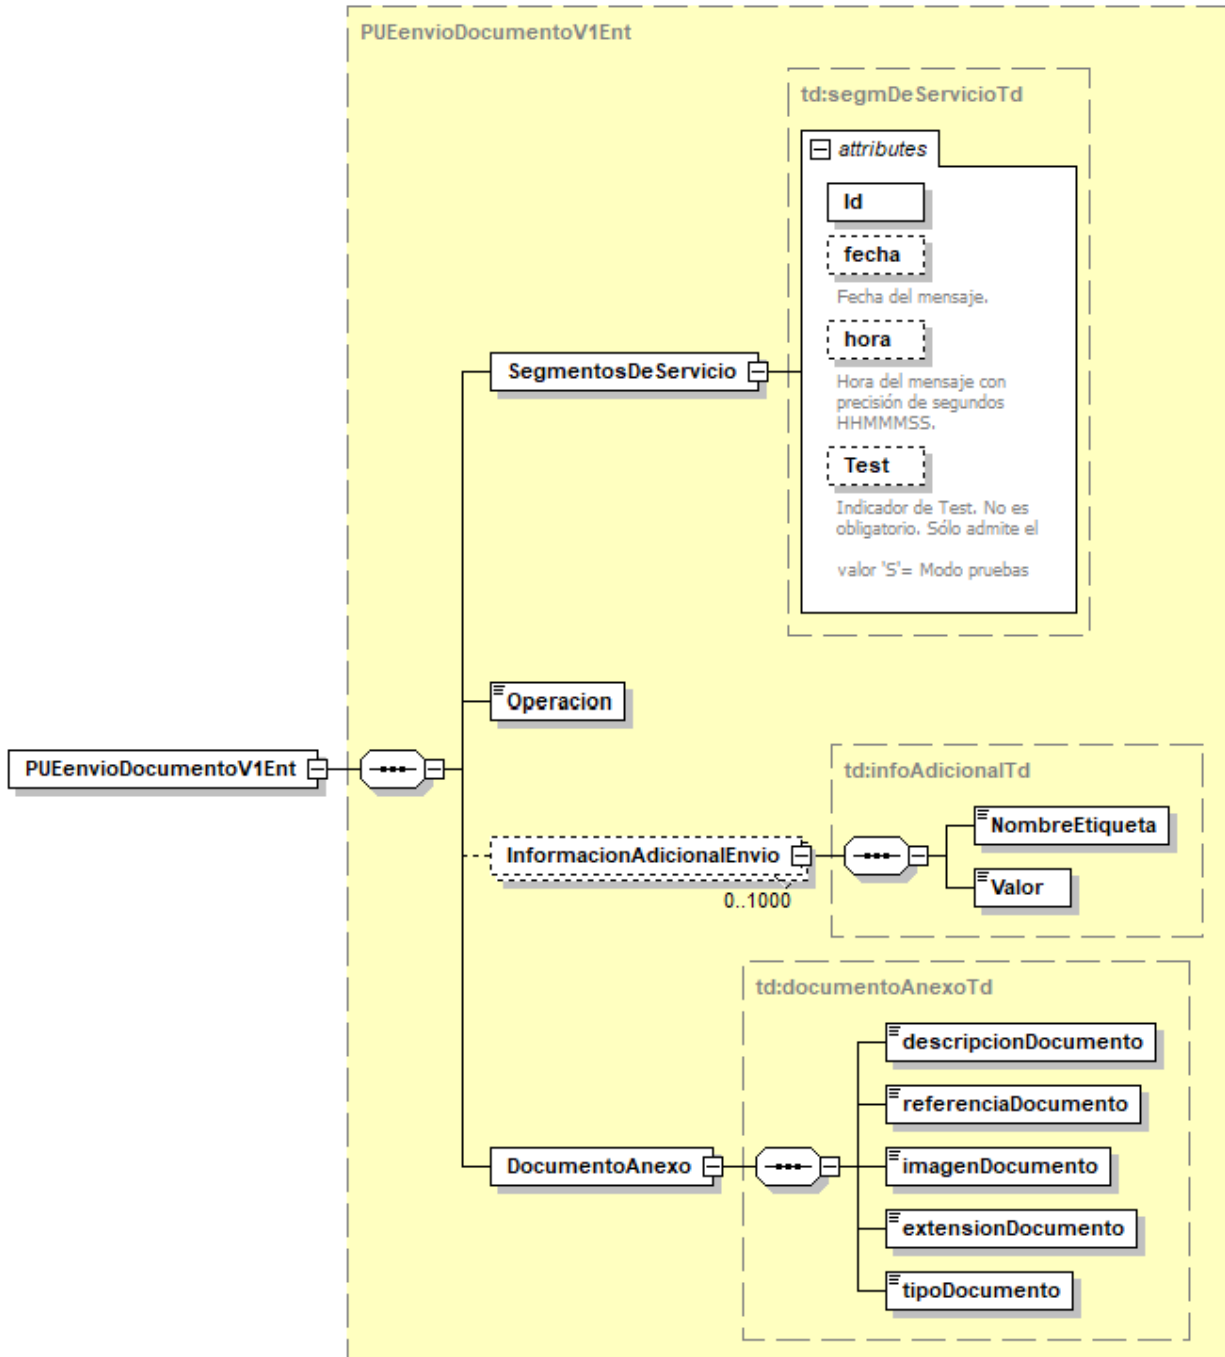 PUEenvioDocumentoV1Ent
td:segmDeServicioTd
attributes
Id
fecha
Fecha del mensaje.
hora
Hora del mensaje con
precisión de segundos
HHMMMSS.
Test
Indicador de Test. No es
obligatorio. Sólo admite el
valor 'S'= Modo pruebas
SegmentosDeServicio
Operacion
PUEenvioDocumentoV1Ent
td:infoAdicionalTd
InformacionAdicionalEnvio
0..1000
NombreEtiqueta
Valor
td:documentoAnexoTd
DocumentoAnexo
descripcionDocumento
referenciaDocumento
imagenDocumento
extensionDocumento
tipoDocumento